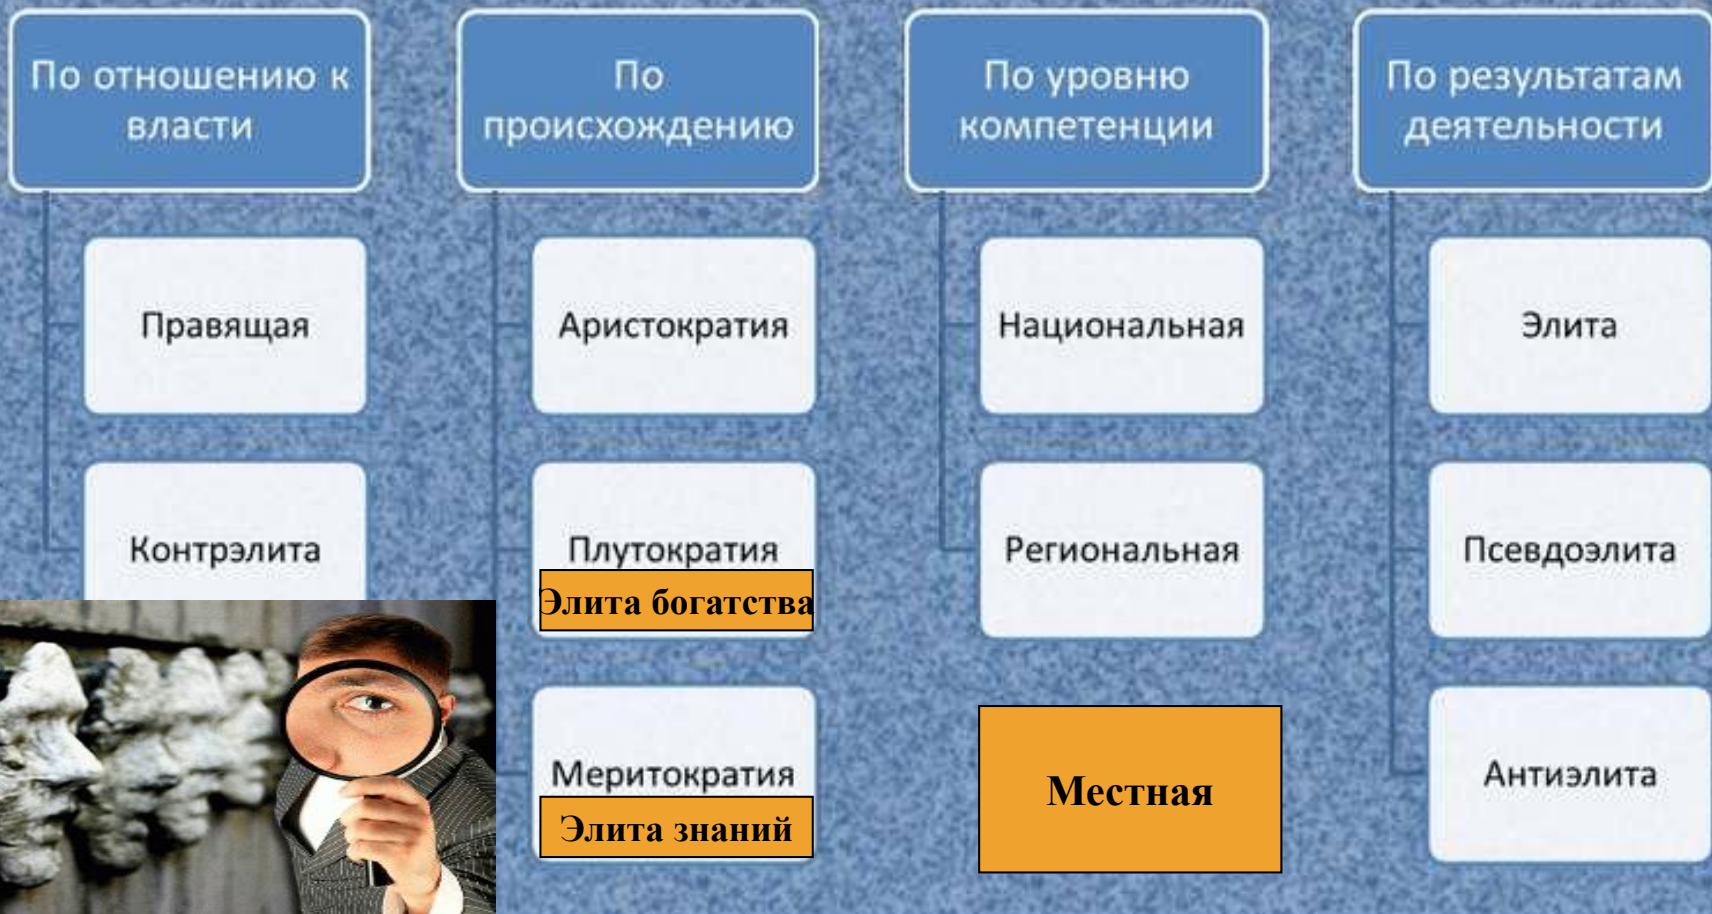 По отношению к
власти
Правящая
Контрэлита
По
происхождению
Аристократия
Плутократия
Элита богатства
Меритократия
Элита знаний
По уровню
компетенции
Национальная
Региональная
Местная
По результатам
деятельности
Элита
Псевдоэлита
Антиэлита